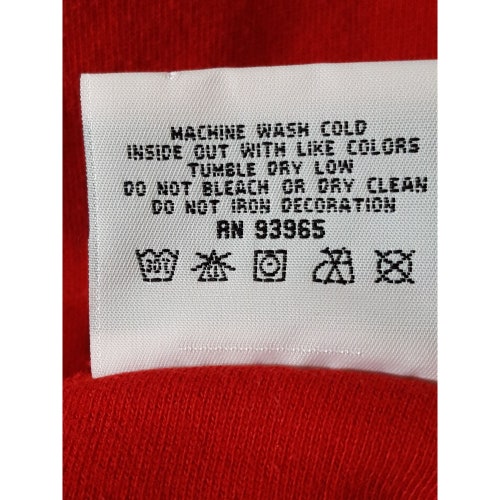 MACHINE WASH COLD
INSIDE OUT WITH LIKE COLORS
TUMBLE DRY LOW
DO NOT BLEACH OR DRY CLEAN
DO NOT IRON DECORATION
RN 93965
30°